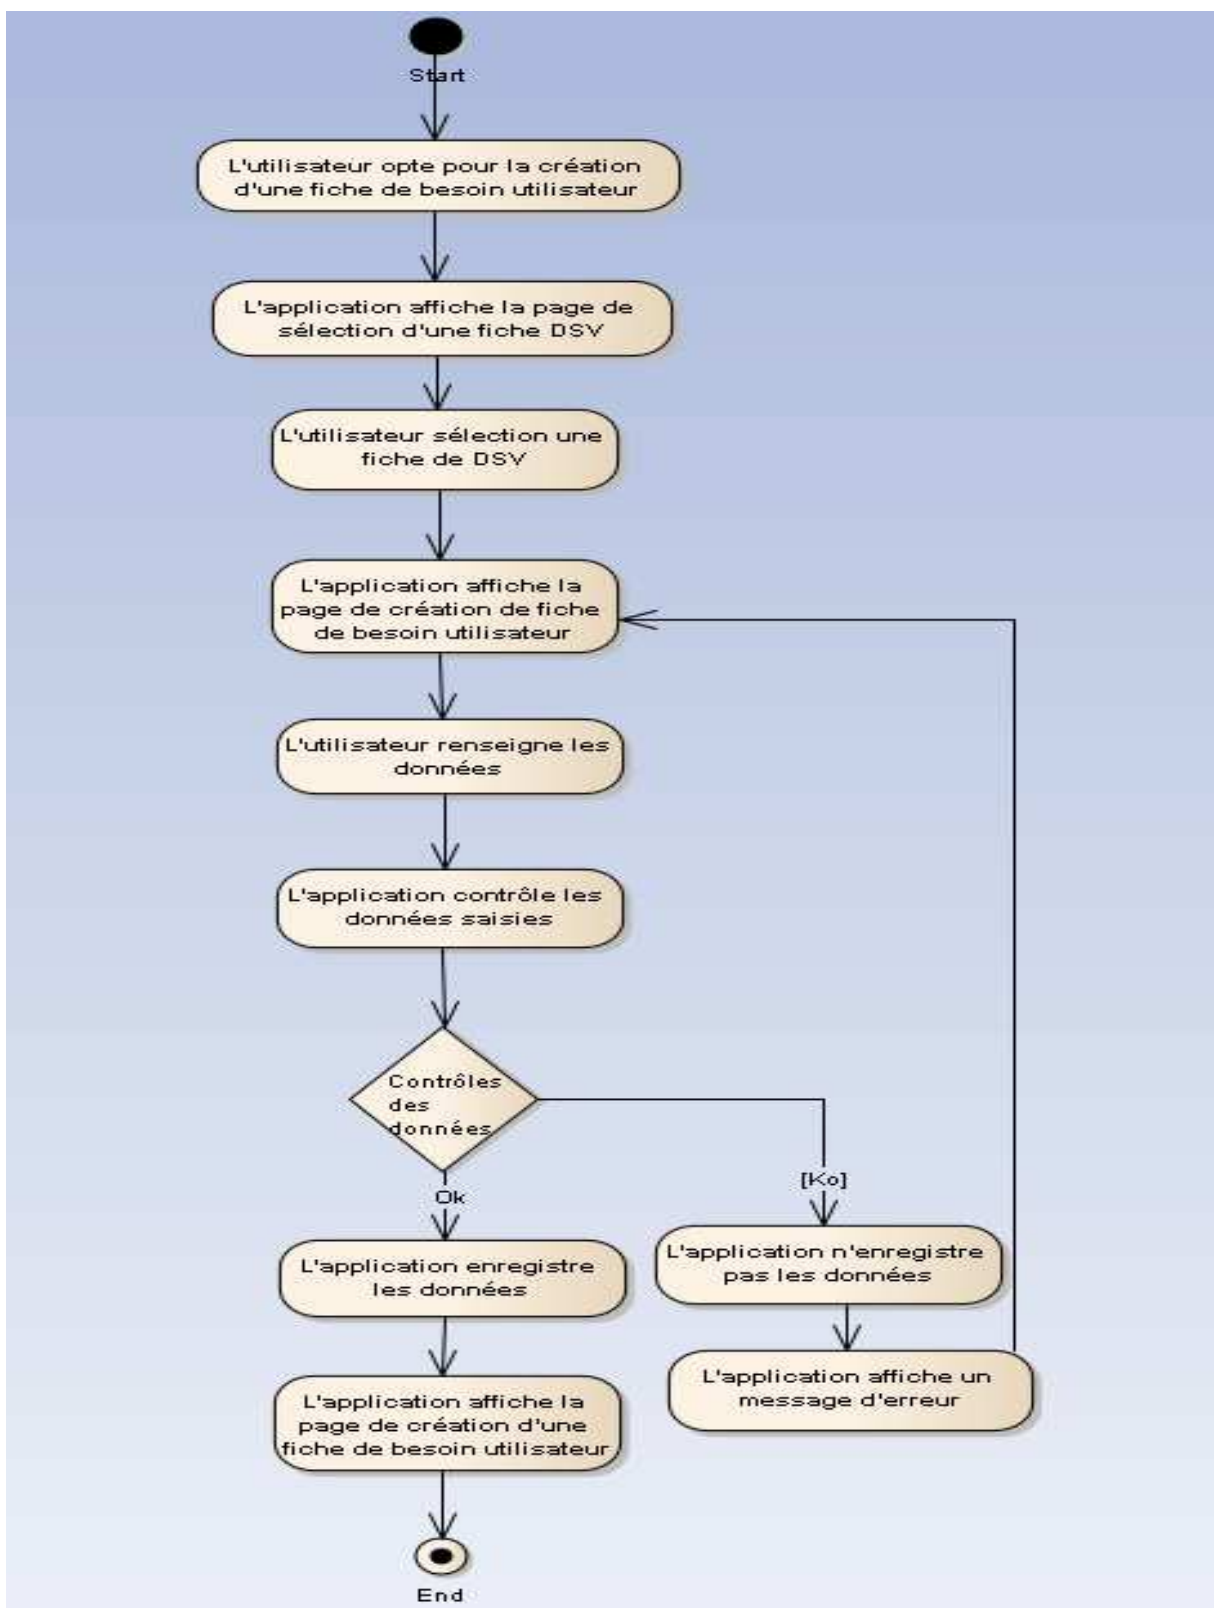 Start
L'utilisateur opte pour la création
d'une fiche de besoin utilisateur
L'application affiche la page de
sélection d'une fiche DSV
L'utilisateur sélection une
fiche de DSV
L'application affiche la
page de création de fiche
de besoin utilisateur
L'utilisateur renseigne les
données
L'application contrôle les
données saisies
Contrôles
des
données
[Ko]
Ok
L'application n'enregistre
pas les données
L'application enregistre
les données
L'application affiche un
message d'erreur
L'application affiche la
page de création d'une
fiche de besoin utilisateur
End